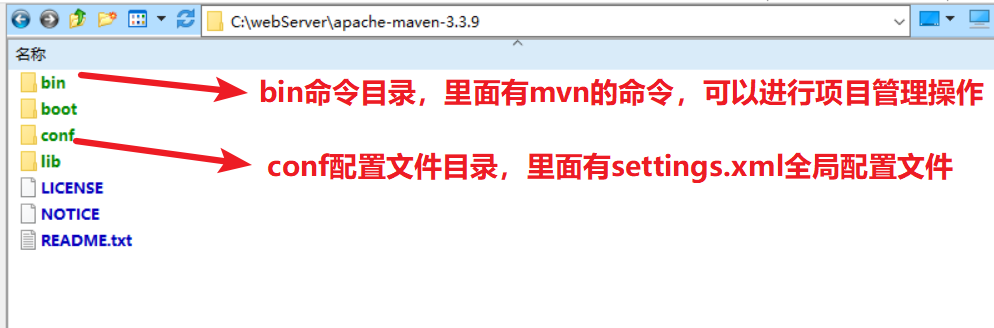 C:\webServer\apache-maven-3.3.9
名称
bin
bin命令目录，里面有mvn的命令，可以进行项目管理操作
boot
conf
conf配置文件目录，里面有settings.xml全局配置文件
lib
LICENSE
NOTICE
README.txt